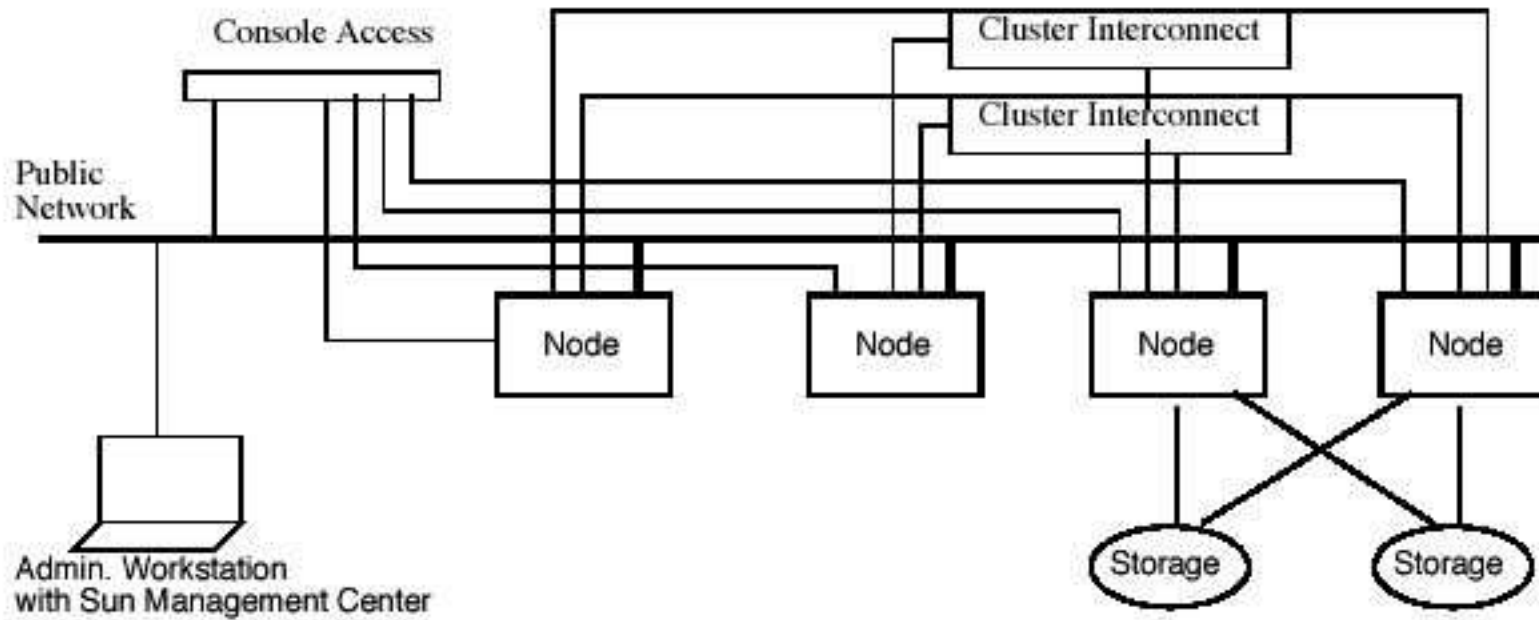 Console Access
Cluster Interconnect
Cluster Interconnect
Public
Network
Node
Node
Node
Node
Storage
Storage
Admin. Workstation
with Sun Management Center